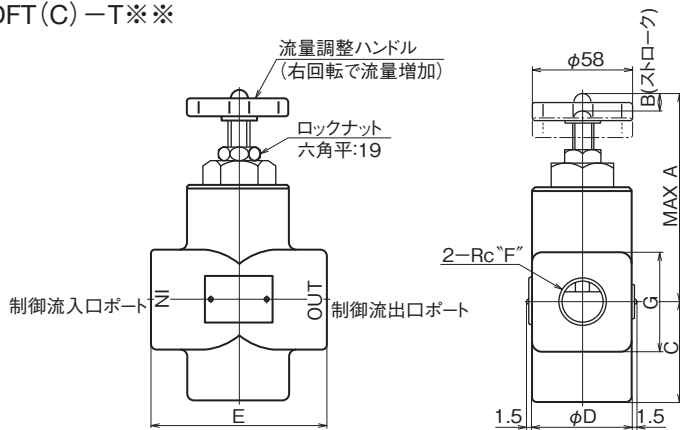 DFT(C)-T※※
流量調整ハンドル
(右回転で流量増加)
ロックナット
六角平:19
制御流入口ポート
IN
OUT
制御流出口ポート
E
φ58
B(ストローク)
MAX A
2-Rc"F"
G
C
1.5
φD
1.5